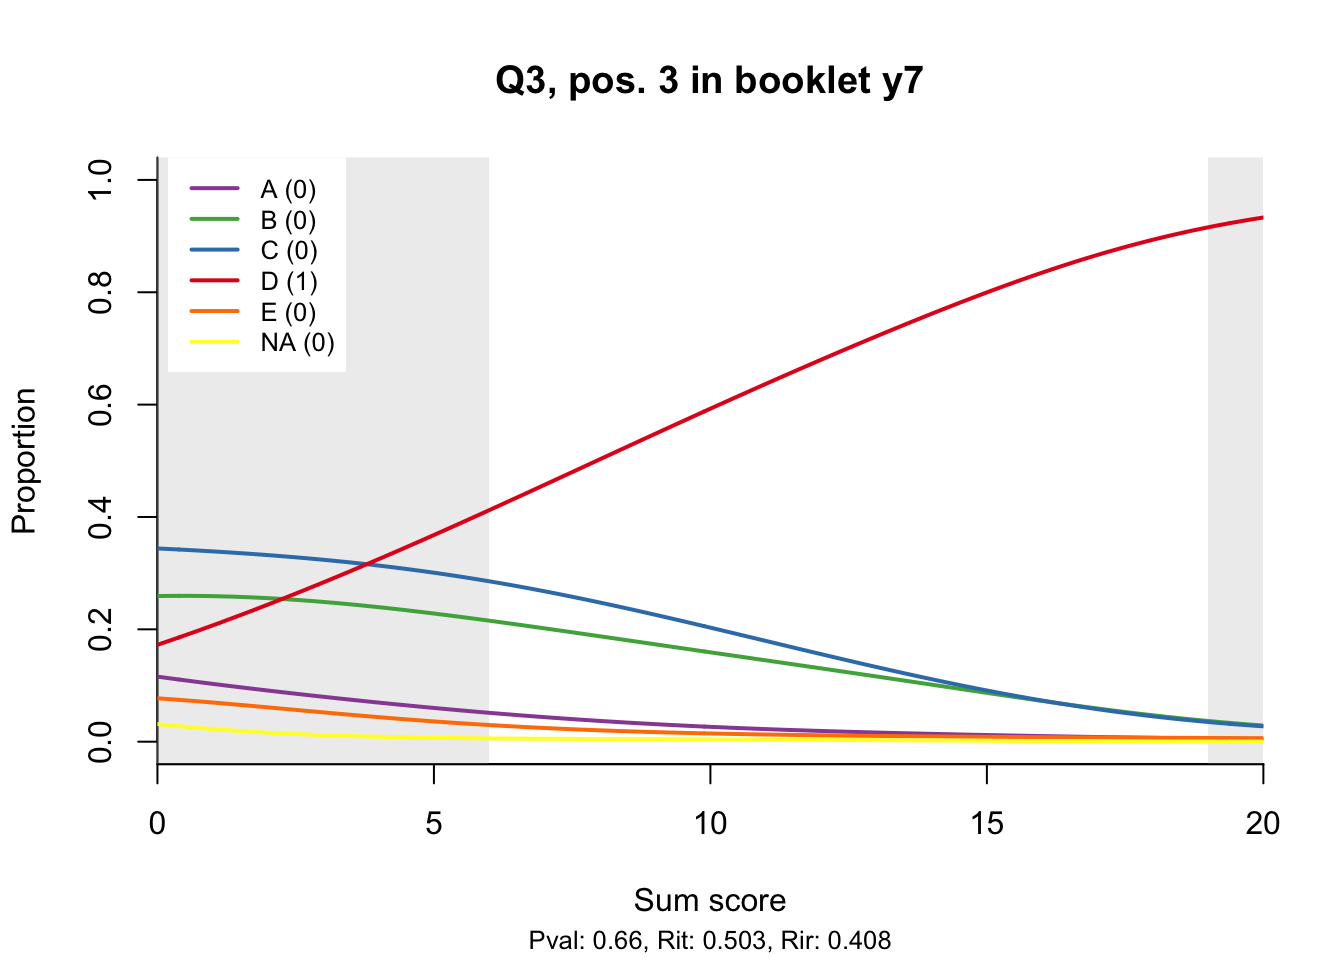 Q3, pos. 3 in booklet y7
A (0)
B (0)
C (0)
D (1)
E (0)
NA (0)
1.0
0.8
0.6
0.4
0.2
0.0
Proportion
0 5 10 15 20
Sum score
Pval: 0.66, Rit: 0.503, Rir: 0.408